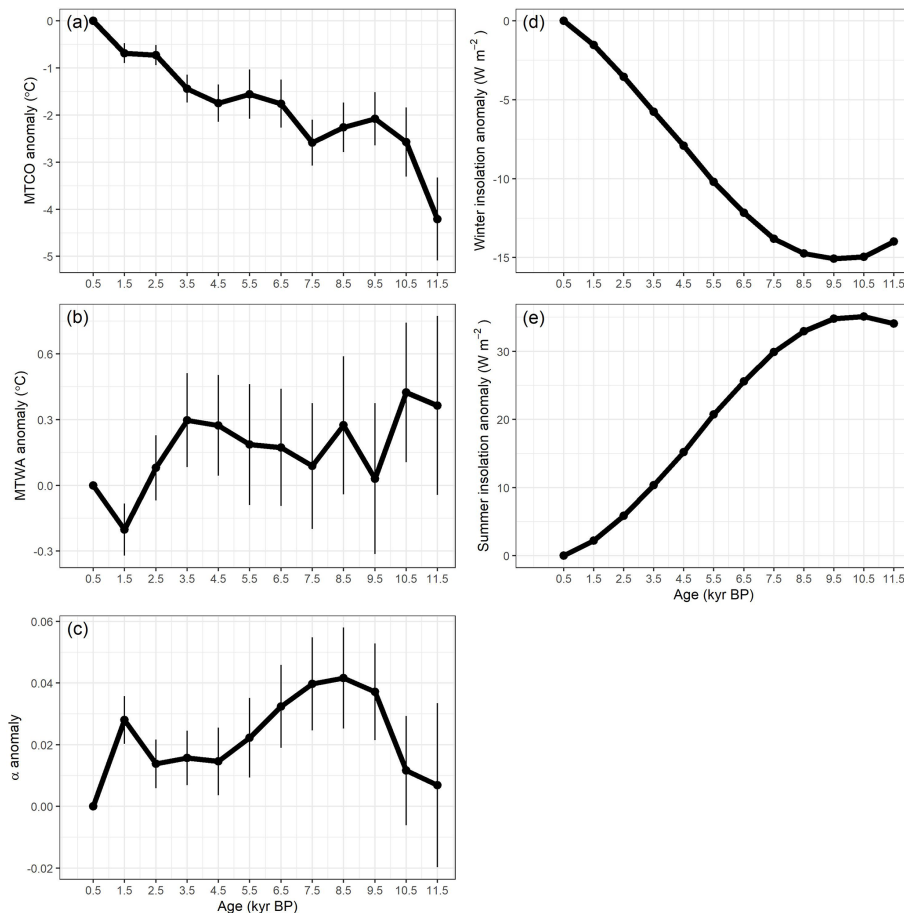 (a)
MTCO anomaly (°C)
0
-1
-2
-3
-4
-5
0.5 1.5 2.5 3.5 4.5 5.5 6.5 7.5 8.5 9.5 10.5 11.5
(b)
MTWA anomaly (°C)
0.6
0.3
0.0
-0.3
0.5 1.5 2.5 3.5 4.5 5.5 6.5 7.5 8.5 9.5 10.5 11.5
(c)
α anomaly
0.06
0.04
0.02
0.00
-0.02
0.5 1.5 2.5 3.5 4.5 5.5 6.5 7.5 8.5 9.5 10.5 11.5
Age (kyr BP)
(d)
Winter insolation anomaly (W m⁻²)
0
-5
-10
-15
0.5 1.5 2.5 3.5 4.5 5.5 6.5 7.5 8.5 9.5 10.5 11.5
(e)
Summer insolation anomaly (W m⁻²)
30
20
10
0
0.5 1.5 2.5 3.5 4.5 5.5 6.5 7.5 8.5 9.5 10.5 11.5
Age (kyr BP)